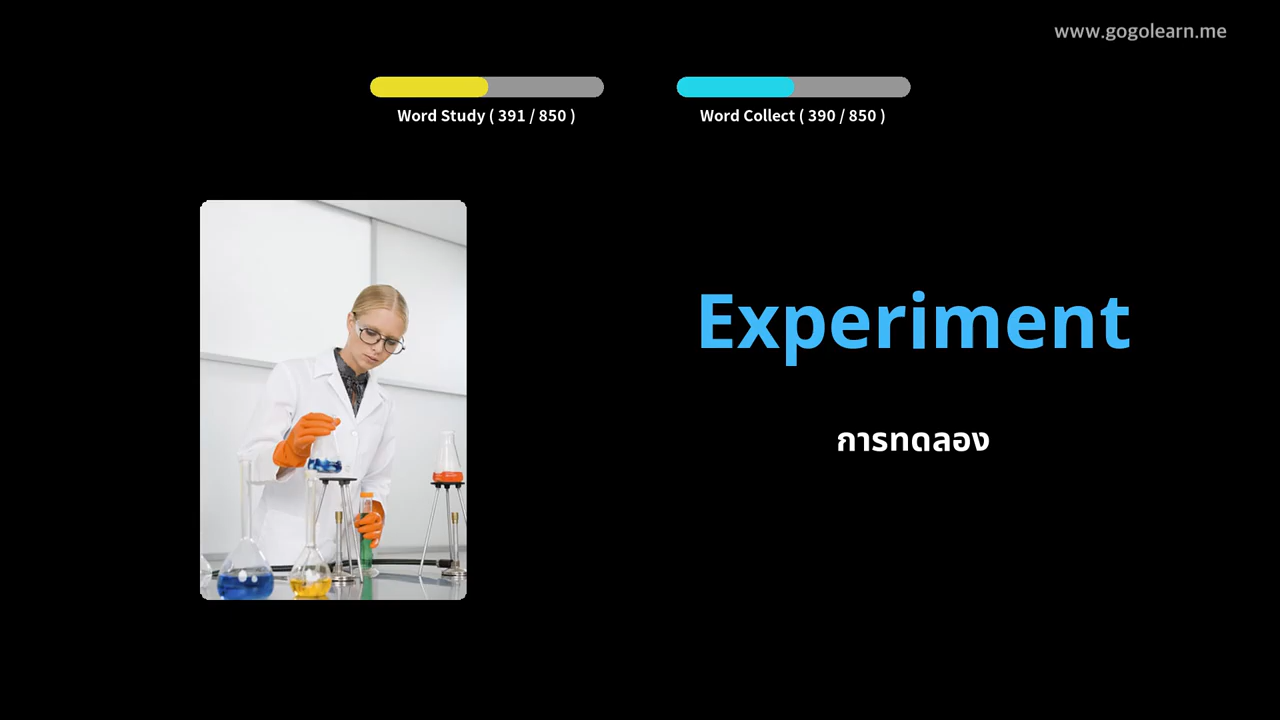 www.gogolearn.me
Word Study ( 391 / 850 )
Word Collect ( 390 / 850 )
Experiment
การทดลอง